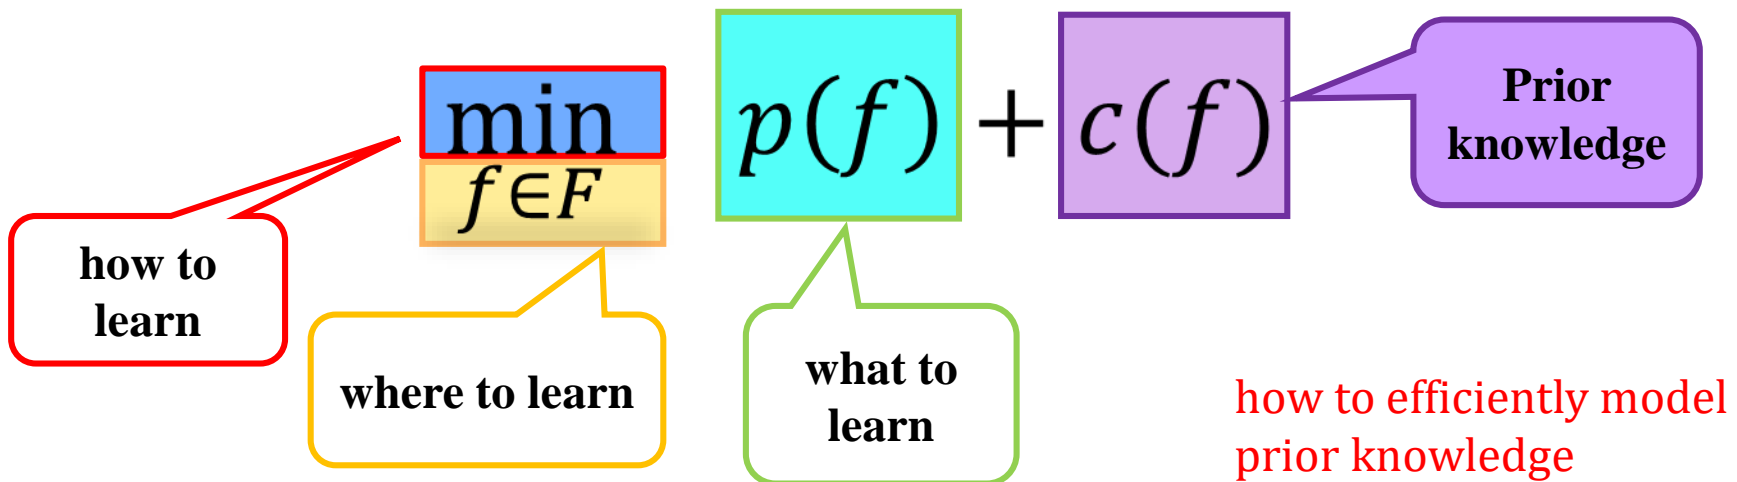 min
f∈F
p(f) + c(f)
Prior
knowledge
how to
learn
where to learn
what to
learn
how to efficiently model
prior knowledge